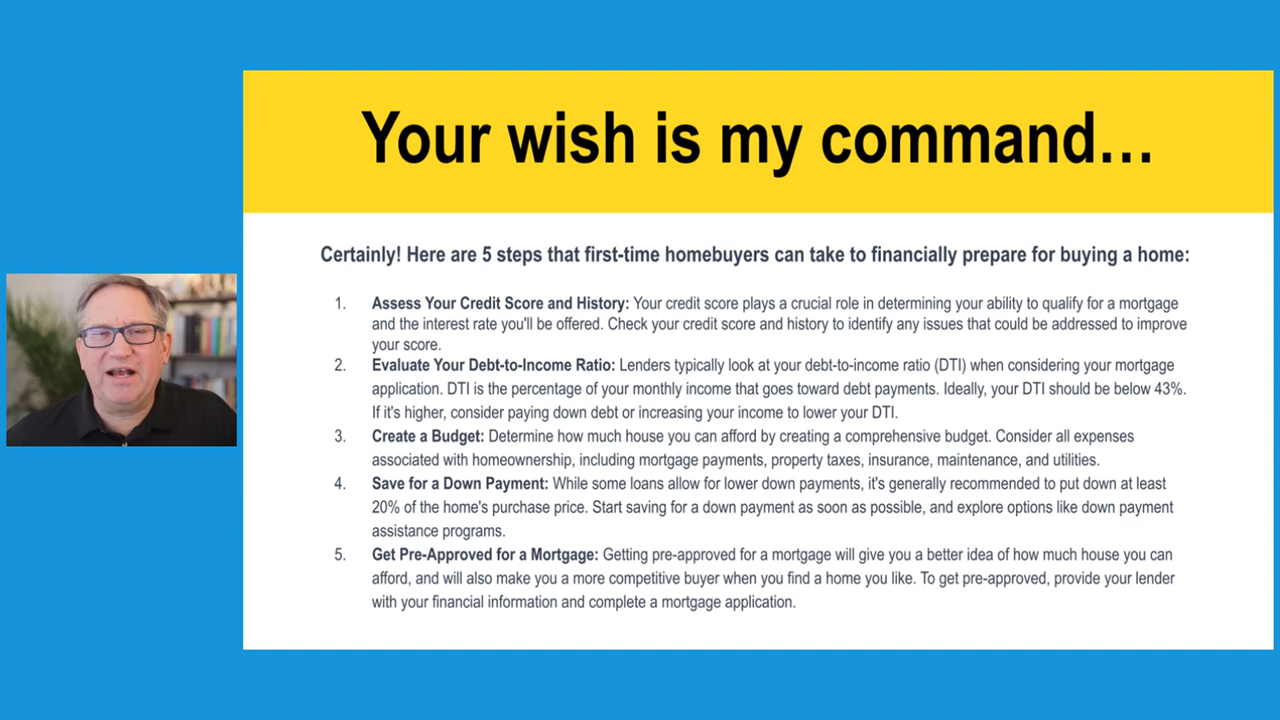 Your wish is my command…
Certainly! Here are 5 steps that first-time homebuyers can take to financially prepare for buying a home:
1. Assess Your Credit Score and History: Your credit score plays a crucial role in determining your ability to qualify for a mortgage
and the interest rate you'll be offered. Check your credit score and history to identify any issues that could be addressed to improve
your score.
2. Evaluate Your Debt-to-Income Ratio: Lenders typically look at your debt-to-income ratio (DTI) when considering your mortgage
application. DTI is the percentage of your monthly income that goes toward debt payments. Ideally, your DTI should be below 43%.
If it's higher, consider paying down debt or increasing your income to lower your DTI.
3. Create a Budget: Determine how much house you can afford by creating a comprehensive budget. Consider all expenses
associated with homeownership, including mortgage payments, property taxes, insurance, maintenance, and utilities.
4. Save for a Down Payment: While some loans allow for lower down payments, it's generally recommended to put down at least
20% of the home's purchase price. Start saving for a down payment as soon as possible, and explore options like down payment
assistance programs.
5. Get Pre-Approved for a Mortgage: Getting pre-approved for a mortgage will give you a better idea of how much house you can
afford, and will also make you a more competitive buyer when you find a home you like. To get pre-approved, provide your lender
with your financial information and complete a mortgage application.